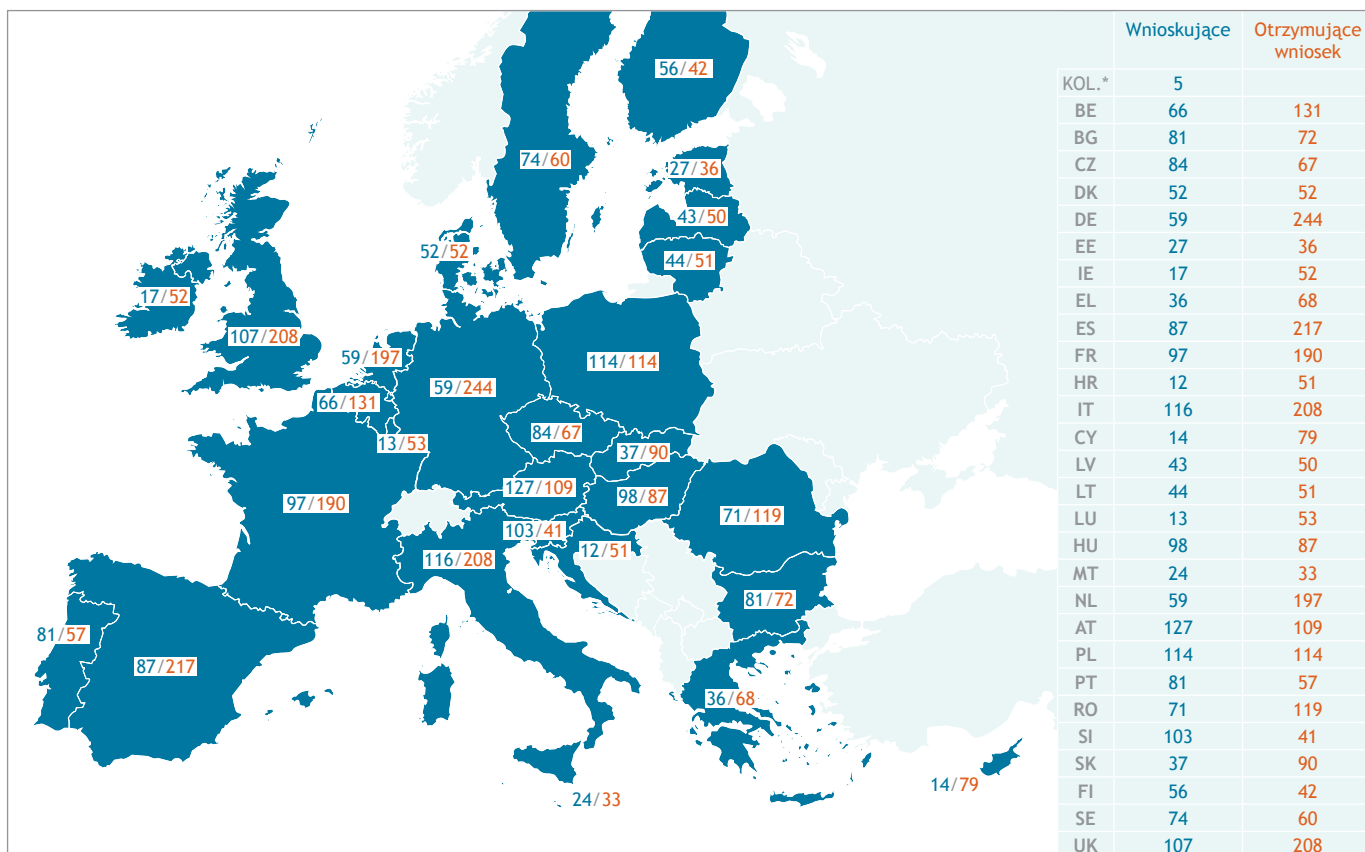 56/42
74/60
27/36
43/50
52/52
44/51
17/52
107/208
59/197
114/114
59/244
66/131
13/53
84/67
37/90
127/109
98/87
97/190
71/119
103/41
12/51
116/208
81/72
81/57
87/217
36/68
24/33
14/79
Wnioskujące Otrzymujące
wniosek
KOL.* 5
BE 66 131
BG 81 72
CZ 84 67
DK 52 52
DE 59 244
EE 27 36
IE 17 52
EL 36 68
ES 87 217
FR 97 190
HR 12 51
IT 116 208
CY 14 79
LV 43 50
LT 44 51
LU 13 53
HU 98 87
MT 24 33
NL 59 197
AT 127 109
PL 114 114
PT 81 57
RO 71 119
SI 103 41
SK 37 90
FI 56 42
SE 74 60
UK 107 208